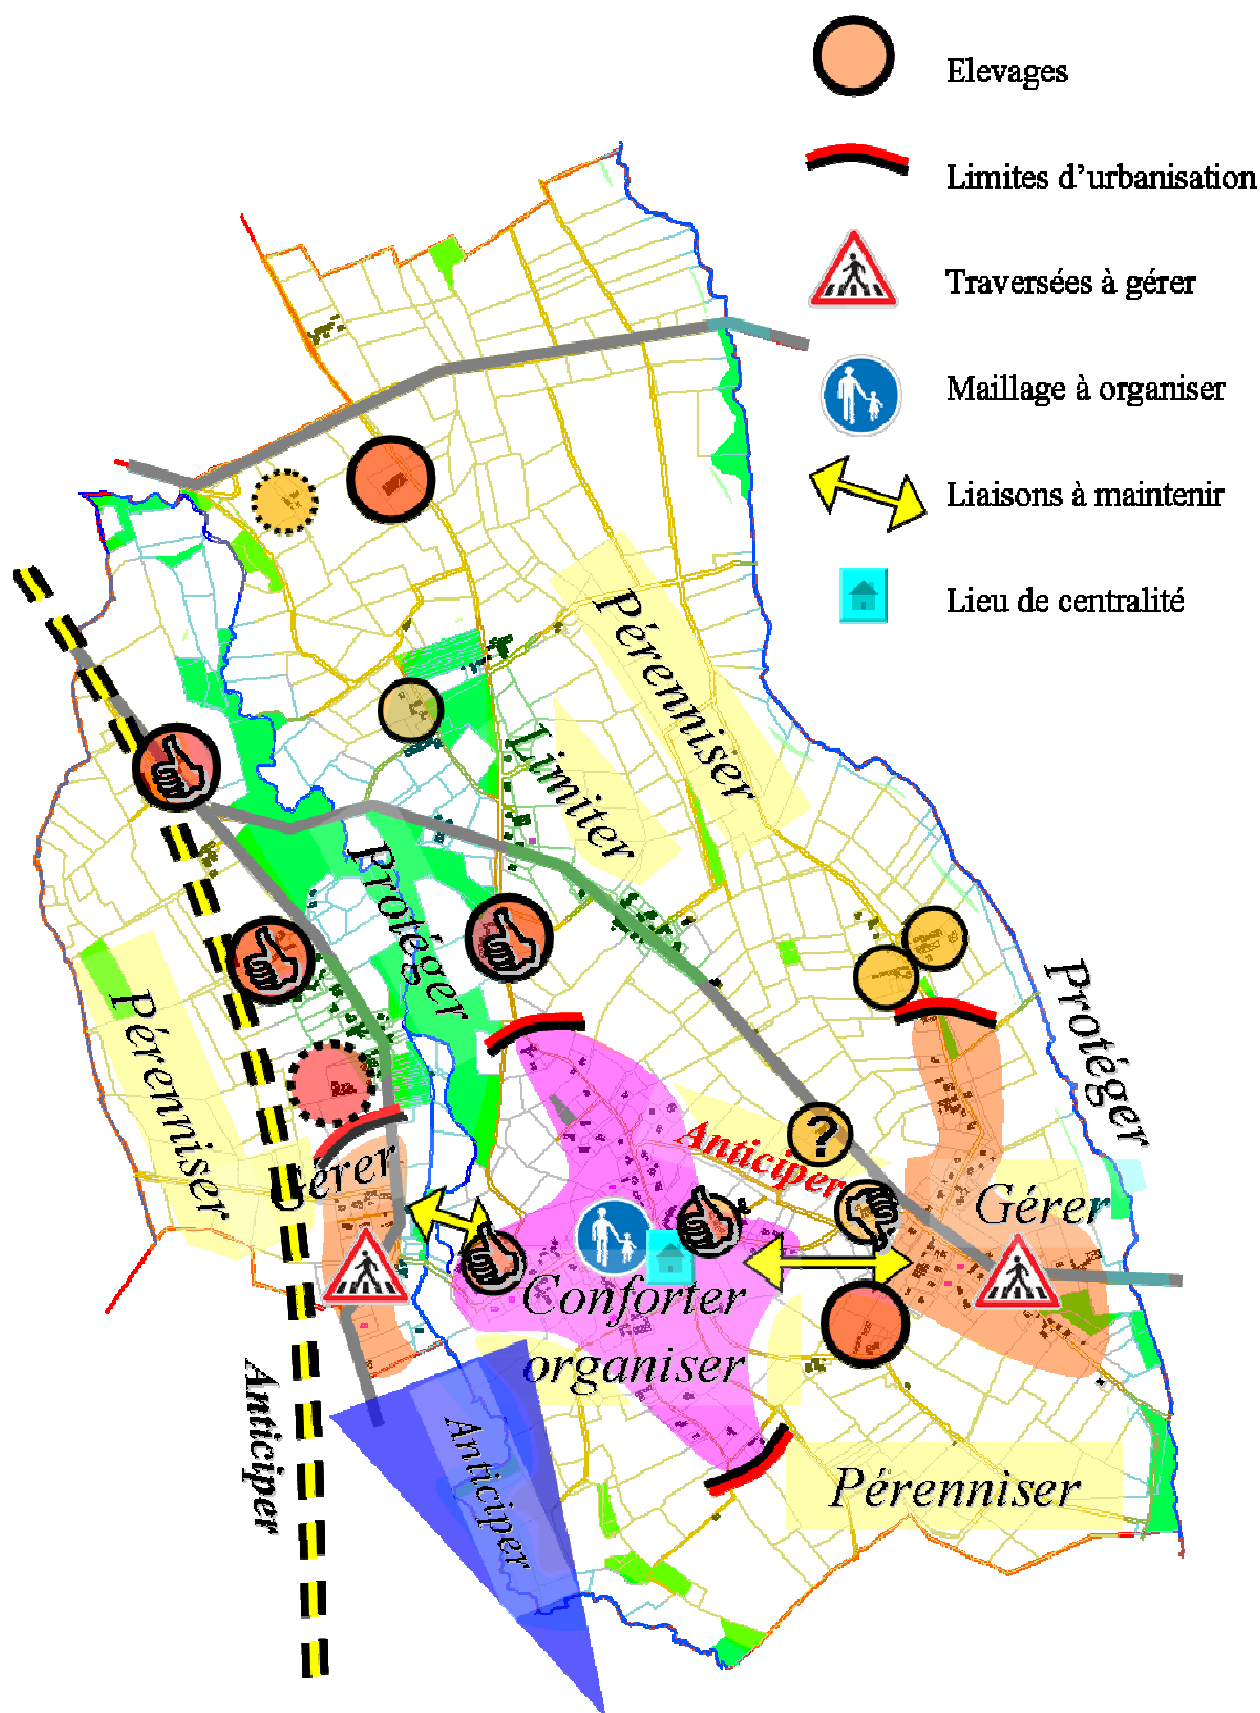 Elevages
Limites d'urbanisation
Traversées à gérer
Maillage à organiser
Liaisons à maintenir
Lieu de centralité
Pérenniser
Limiter
Protéger
Protéger
Pérenniser
?
Anticiper
Gérer
Gérer
Conforter
organiser
Anticiper
Anticiper
Pérenniser